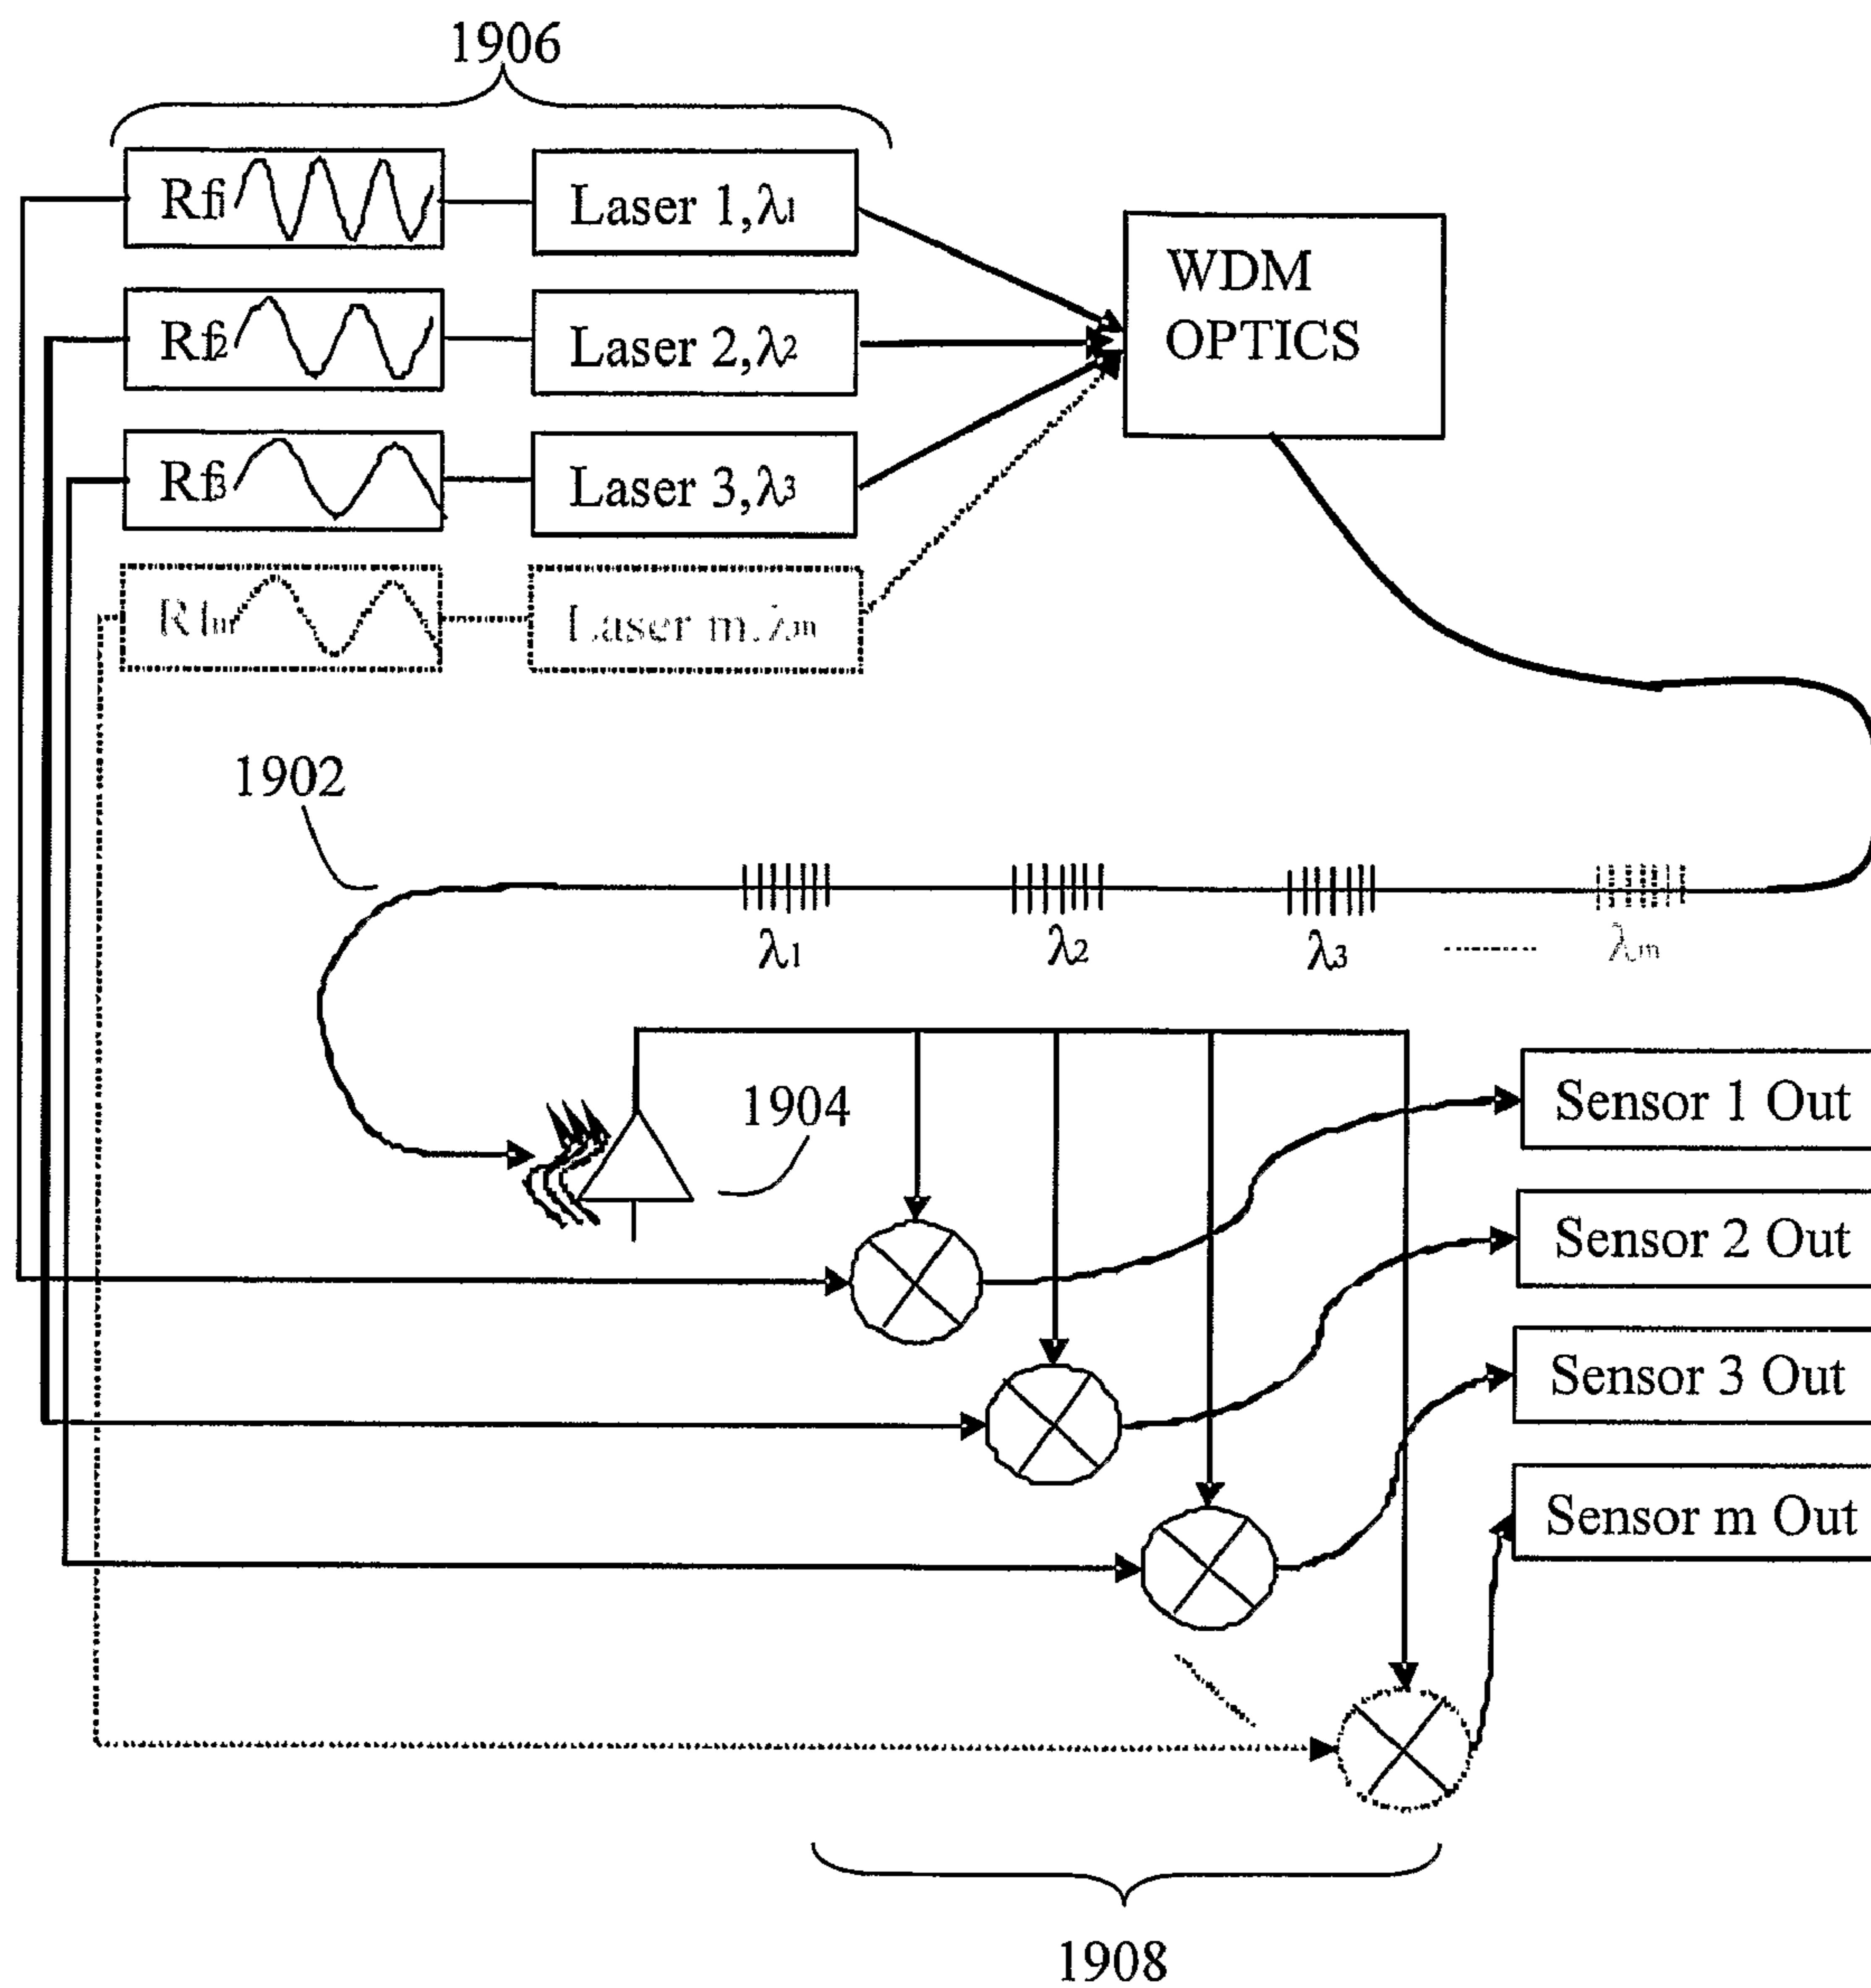 1906
Rf1 Laser 1,λ1
Rf2 Laser 2,λ2
Rf3 Laser 3,λ3
Rfm Laser m,λm
WDM
OPTICS
1902
λ1 λ2 λ3 λm
1904
Sensor 1 Out
Sensor 2 Out
Sensor 3 Out
Sensor m Out
1908